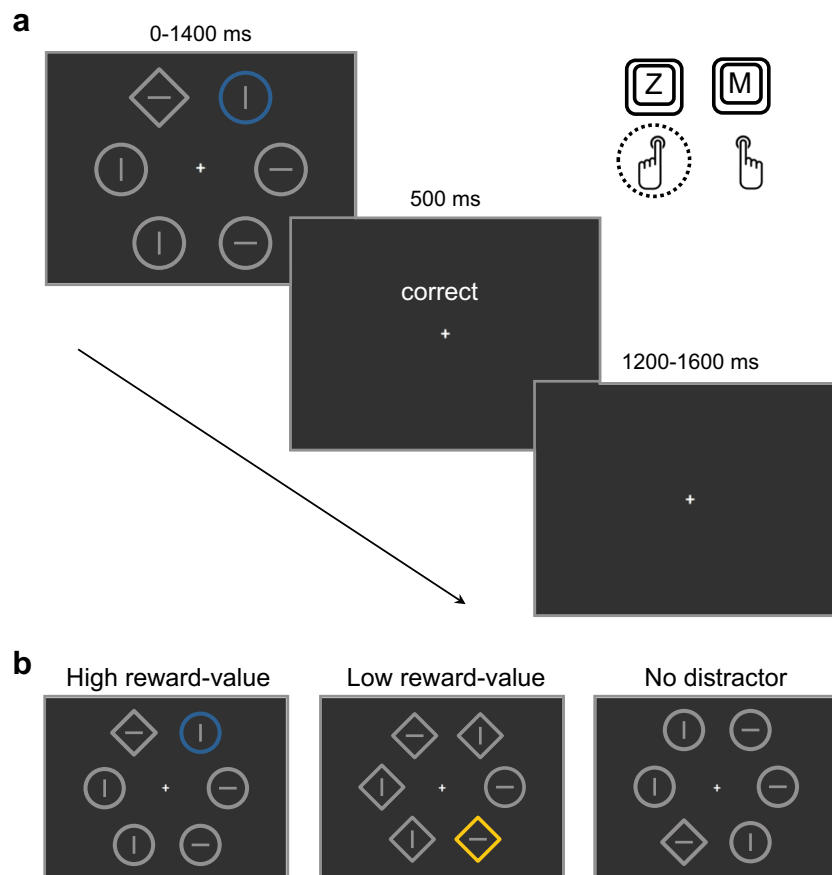 a
0-1400 ms
Z M
500 ms
correct
1200-1600 ms
b
High reward-value
Low reward-value
No distractor